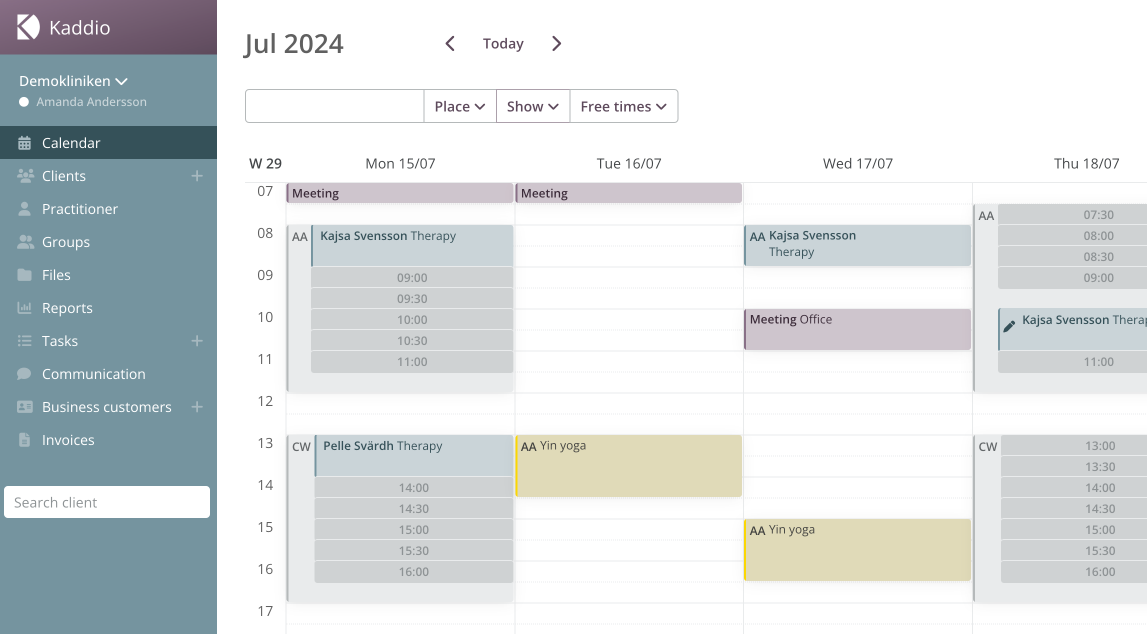 Kaddio
Demokliniken
Amanda Andersson
Calendar
Clients
Practitioner
Groups
Files
Reports
Tasks
Communication
Business customers
Invoices
Search client
Jul 2024
Today
Place
Show
Free times
W 29
Mon 15/07
Tue 16/07
Wed 17/07
Thu 18/07
07
08
09
10
11
12
13
14
15
16
17
Meeting
AA
Kajsa Svensson Therapy
09:00
09:30
10:00
10:30
11:00
CW
Pelle Svärdh Therapy
14:00
14:30
15:00
15:30
16:00
Meeting
AA Yin yoga
AA Kajsa Svensson
Therapy
Meeting Office
AA Yin yoga
AA
07:30
08:00
08:30
09:00
Kajsa Svensson Therap
11:00
CW
13:00
13:30
14:00
14:30
15:00
15:30
16:00